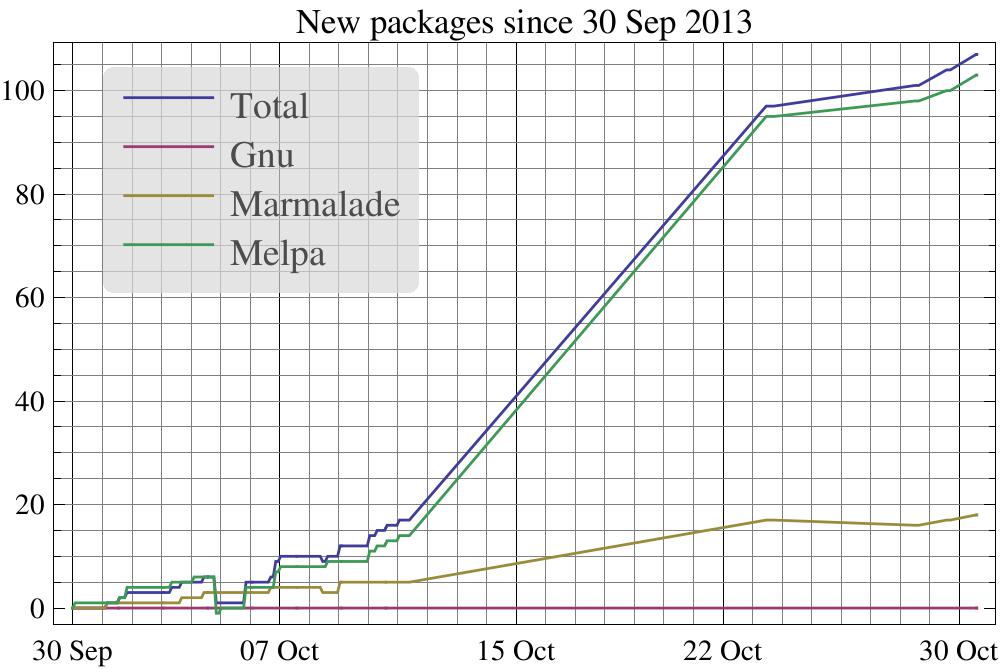 New packages since 30 Sep 2013
100
80
60
40
20
0
Total
Gnu
Marmalade
Melpa
30 Sep 07 Oct 15 Oct 22 Oct 30 Oct